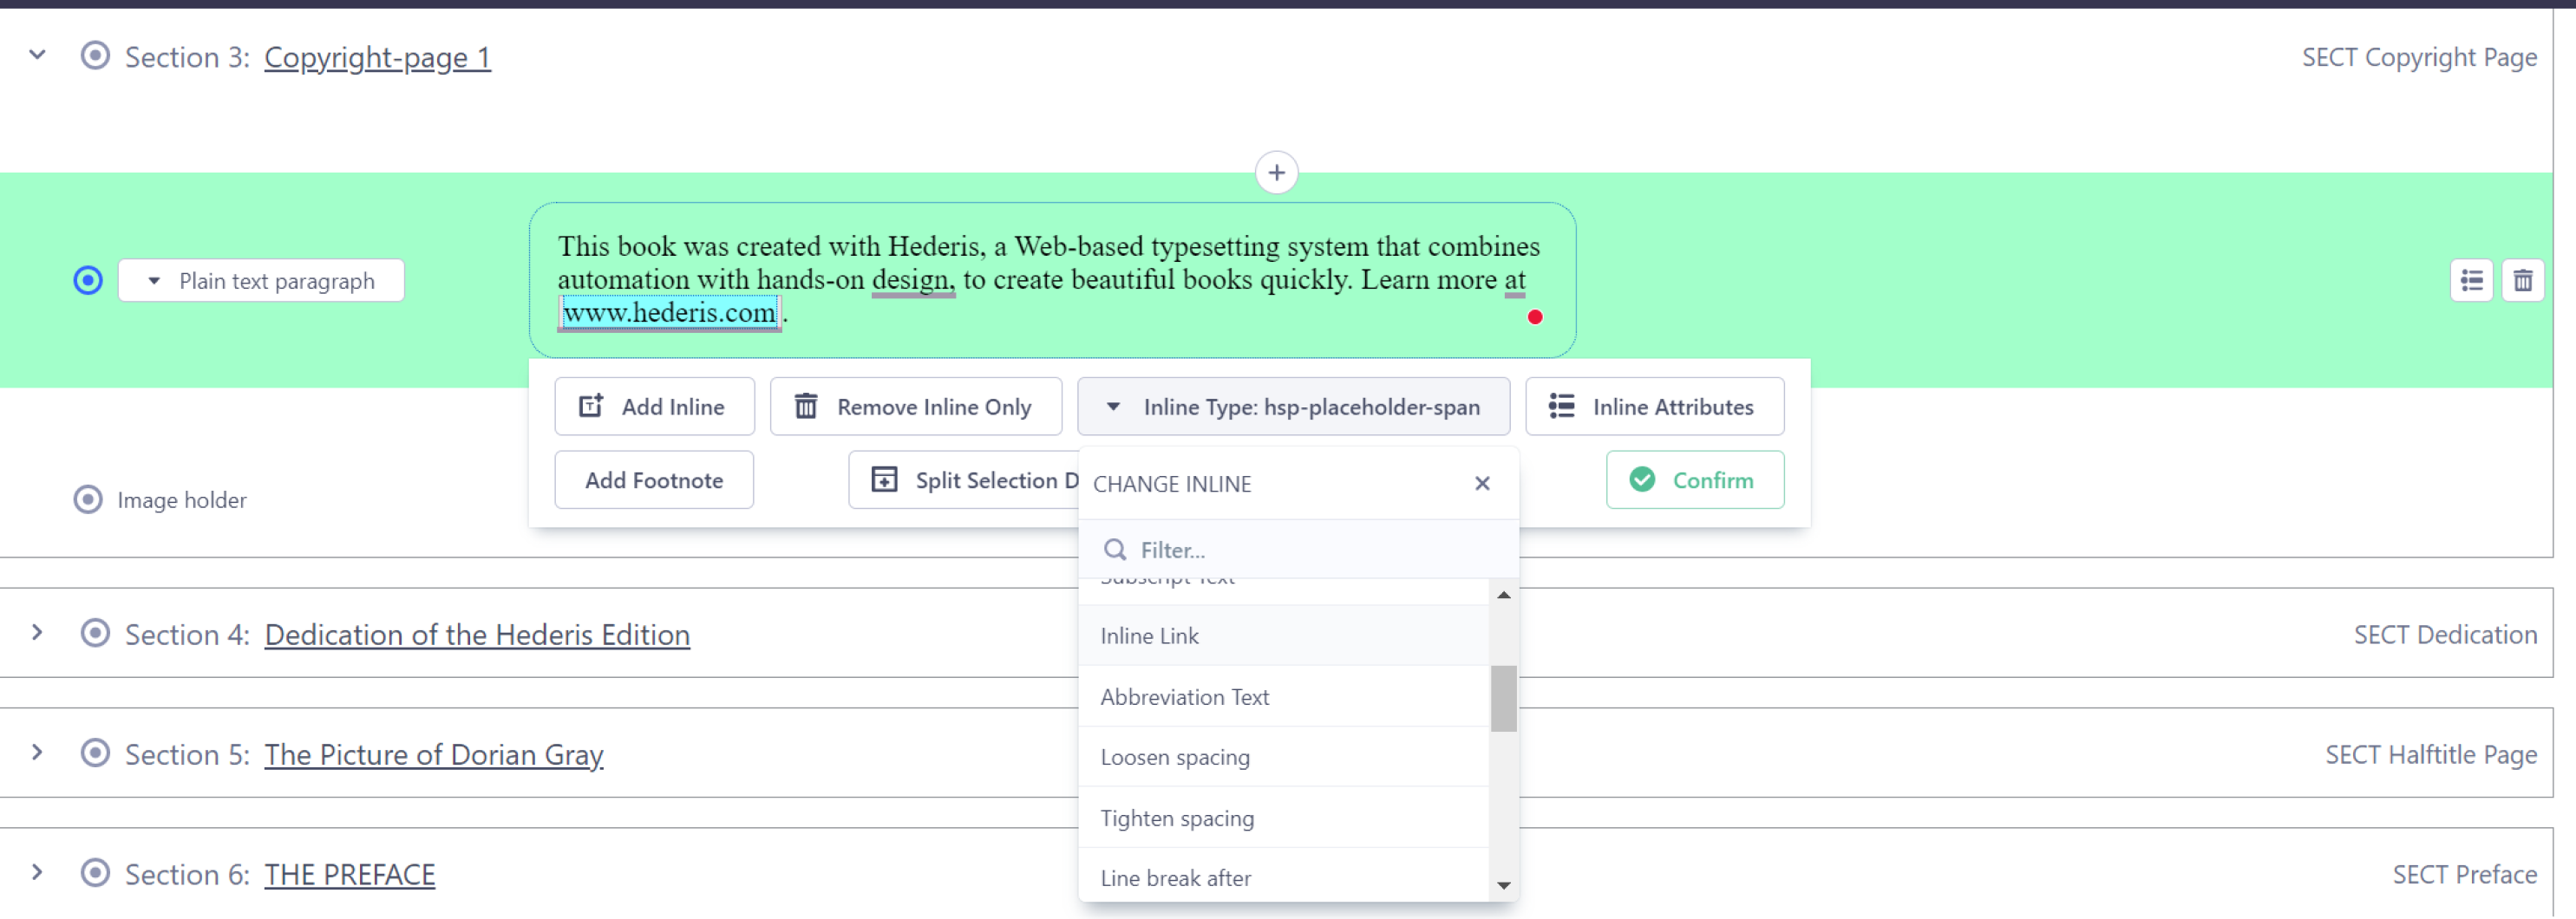 Section 3: Copyright-page 1
SECT Copyright Page
Plain text paragraph
This book was created with Hederis, a Web-based typesetting system that combines
automation with hands-on design, to create beautiful books quickly. Learn more at
www.hederis.com.
Add Inline
Remove Inline Only
Inline Type: hsp-placeholder-span
Inline Attributes
Add Footnote
Split Selection D
Confirm
CHANGE INLINE
Filter...
Subscript Text
Inline Link
Abbreviation Text
Loosen spacing
Tighten spacing
Line break after
Image holder
Section 4: Dedication of the Hederis Edition
SECT Dedication
Section 5: The Picture of Dorian Gray
SECT Halftitle Page
Section 6: THE PREFACE
SECT Preface